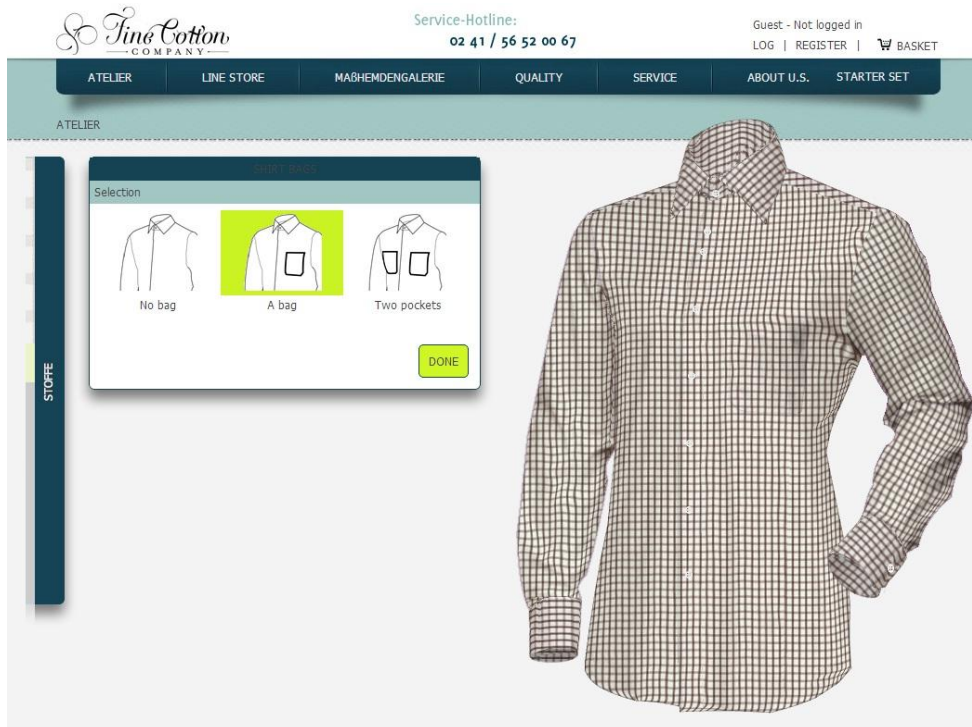 Fine Cotton
COMPANY
Service-Hotline:
02 41 / 56 52 00 67
Guest - Not logged in
LOG | REGISTER | BASKET
ATELIER LINE STORE MAßHEMDENGALERIE QUALITY SERVICE ABOUT U.S. STARTER SET
ATELIER
SHIRT BAGS
Selection
No bag A bag Two pockets
DONE
STOFFE